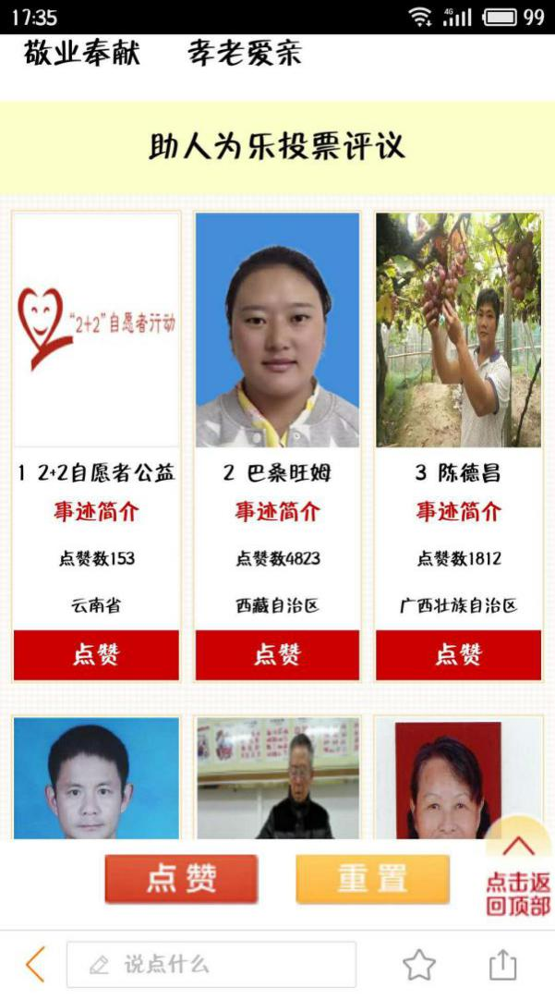 17:35
4G
99
敬业奉献 孝老爱亲
助人为乐投票评议
“2+2”自愿者行动
1 2+2自愿者公益
事迹简介
点赞数153
云南省
点赞
2 巴桑旺姆
事迹简介
点赞数4823
西藏自治区
点赞
3 陈德昌
事迹简介
点赞数1812
广西壮族自治区
点赞
点赞
重置
点击返
回顶部
说点什么